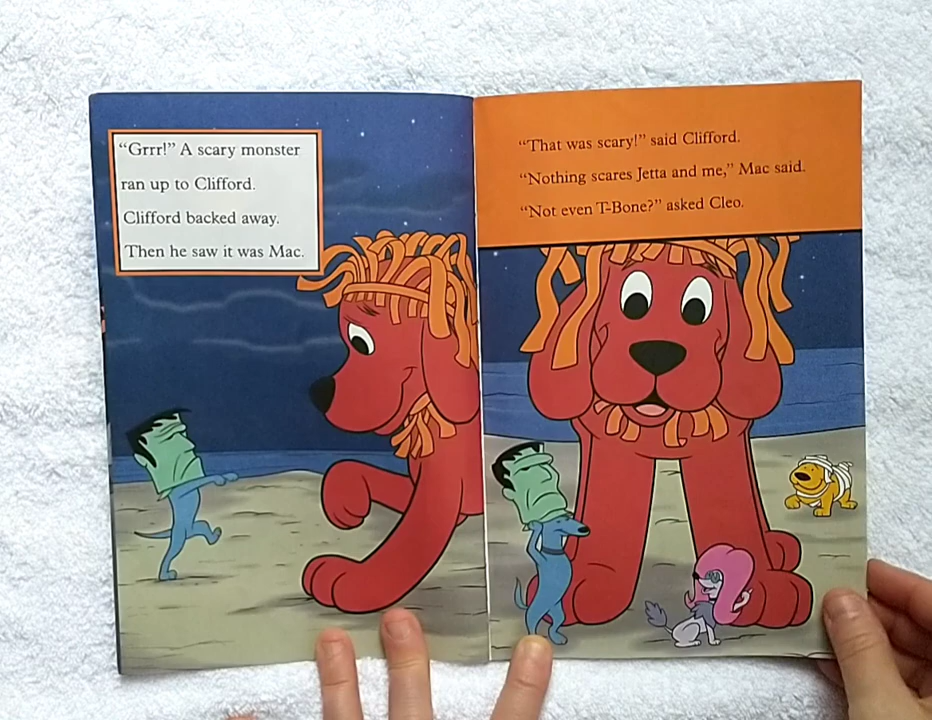 “Grrr!” A scary monster
ran up to Clifford.
Clifford backed away.
Then he saw it was Mac.
“That was scary!” said Clifford.
“Nothing scares Jetta and me,” Mac said.
“Not even T-Bone?” asked Cleo.